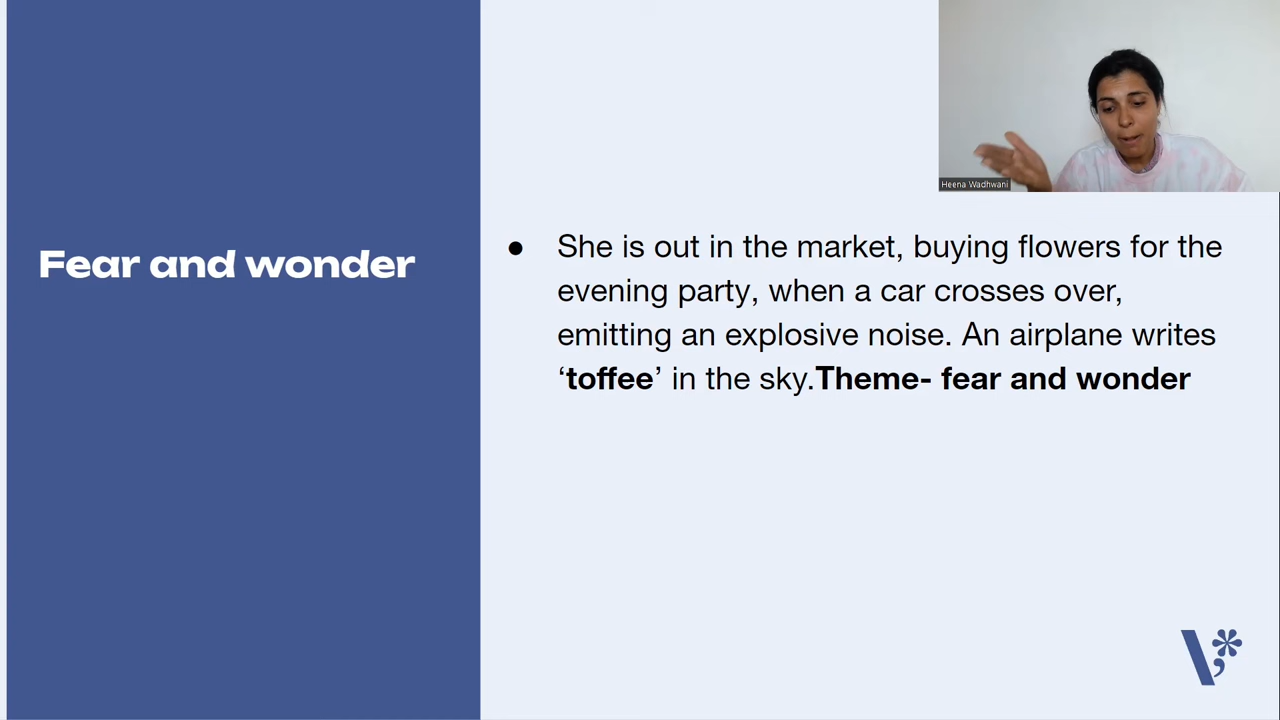 Heena Wadhwani
Fear and wonder
● She is out in the market, buying flowers for the
evening party, when a car crosses over,
emitting an explosive noise. An airplane writes
‘toffee’ in the sky.Theme- fear and wonder